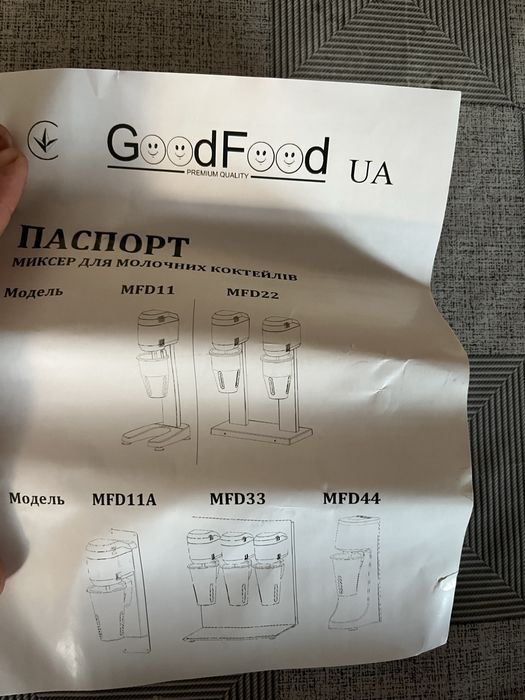 GoodFood UA
PREMIUM QUALITY
ПАСПОРТ
МИКСЕР ДЛЯ МОЛОЧНИХ КОКТЕЙЛІВ
Модель MFD11 MFD22
Модель MFD11A MFD33 MFD44